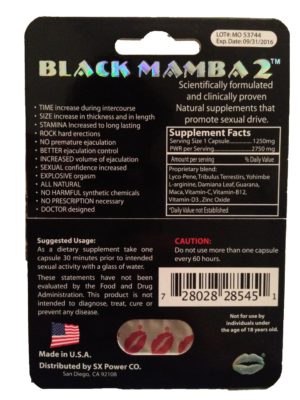 LOT#: MO 53744
Exp. Date: 09/31/2016
BLACK MAMBA 2™
Scientifically formulated
and clinically proven
Natural supplements that
promote sexual drive.
• TIME increase during intercourse
• SIZE increase in thickness and in length
• STAMINA Increased to long lasting
• ROCK hard erections
• NO premature ejaculation
• BETTER ejaculation control
• INCREASED volume of ejaculation
• SEXUAL confidence increased
• EXPLOSIVE orgasm
• ALL NATURAL
• NO HARMFUL synthetic chemicals
• NO PRESCRIPTION necessary
• DOCTOR designed
Supplement Facts
Serving Size 1 Capsule 1250mg
PWR per Serving 2750 mg
Amount per serving % Daily Value
Proprietary blend:
Lyco-Pene, Tribulus Terrestris, Yohimbe
L-arginine, Damiana Leaf, Guarana,
Maca, Vitamin-C, Vitamin-B12,
Vitamin-D3, Zinc Oxide
*Daily Value not Established
Suggested Usage:
As a dietary supplement take one
capsule 30 minutes prior to intended
sexual activity with a glass of water.
These statements have not been
evaluated by the Food and Drug
Administration. This product is not
intended to diagnose, treat, cure or
prevent any disease.
CAUTION:
Do not use more than one capsule
every 60 hours.
7 28028 28545 1
Not for use by
individuals under
the age of 18 years old.
Made in U.S.A.
Distributed by SX Power CO.
San Diego, CA 92108